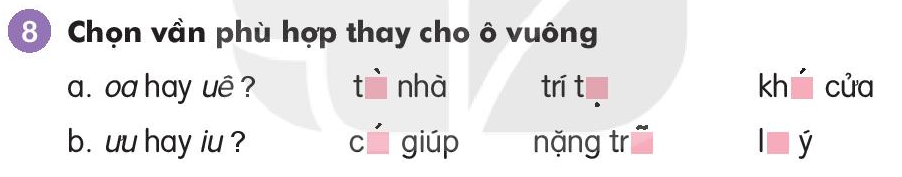 8 Chọn vần phù hợp thay cho ô vuông
a. oa hay uê ? t□̀ nhà trí t□̣ kh□́ cửa
b. ưu hay iu ? c□́ giúp nặng tr□̃ l□ ý